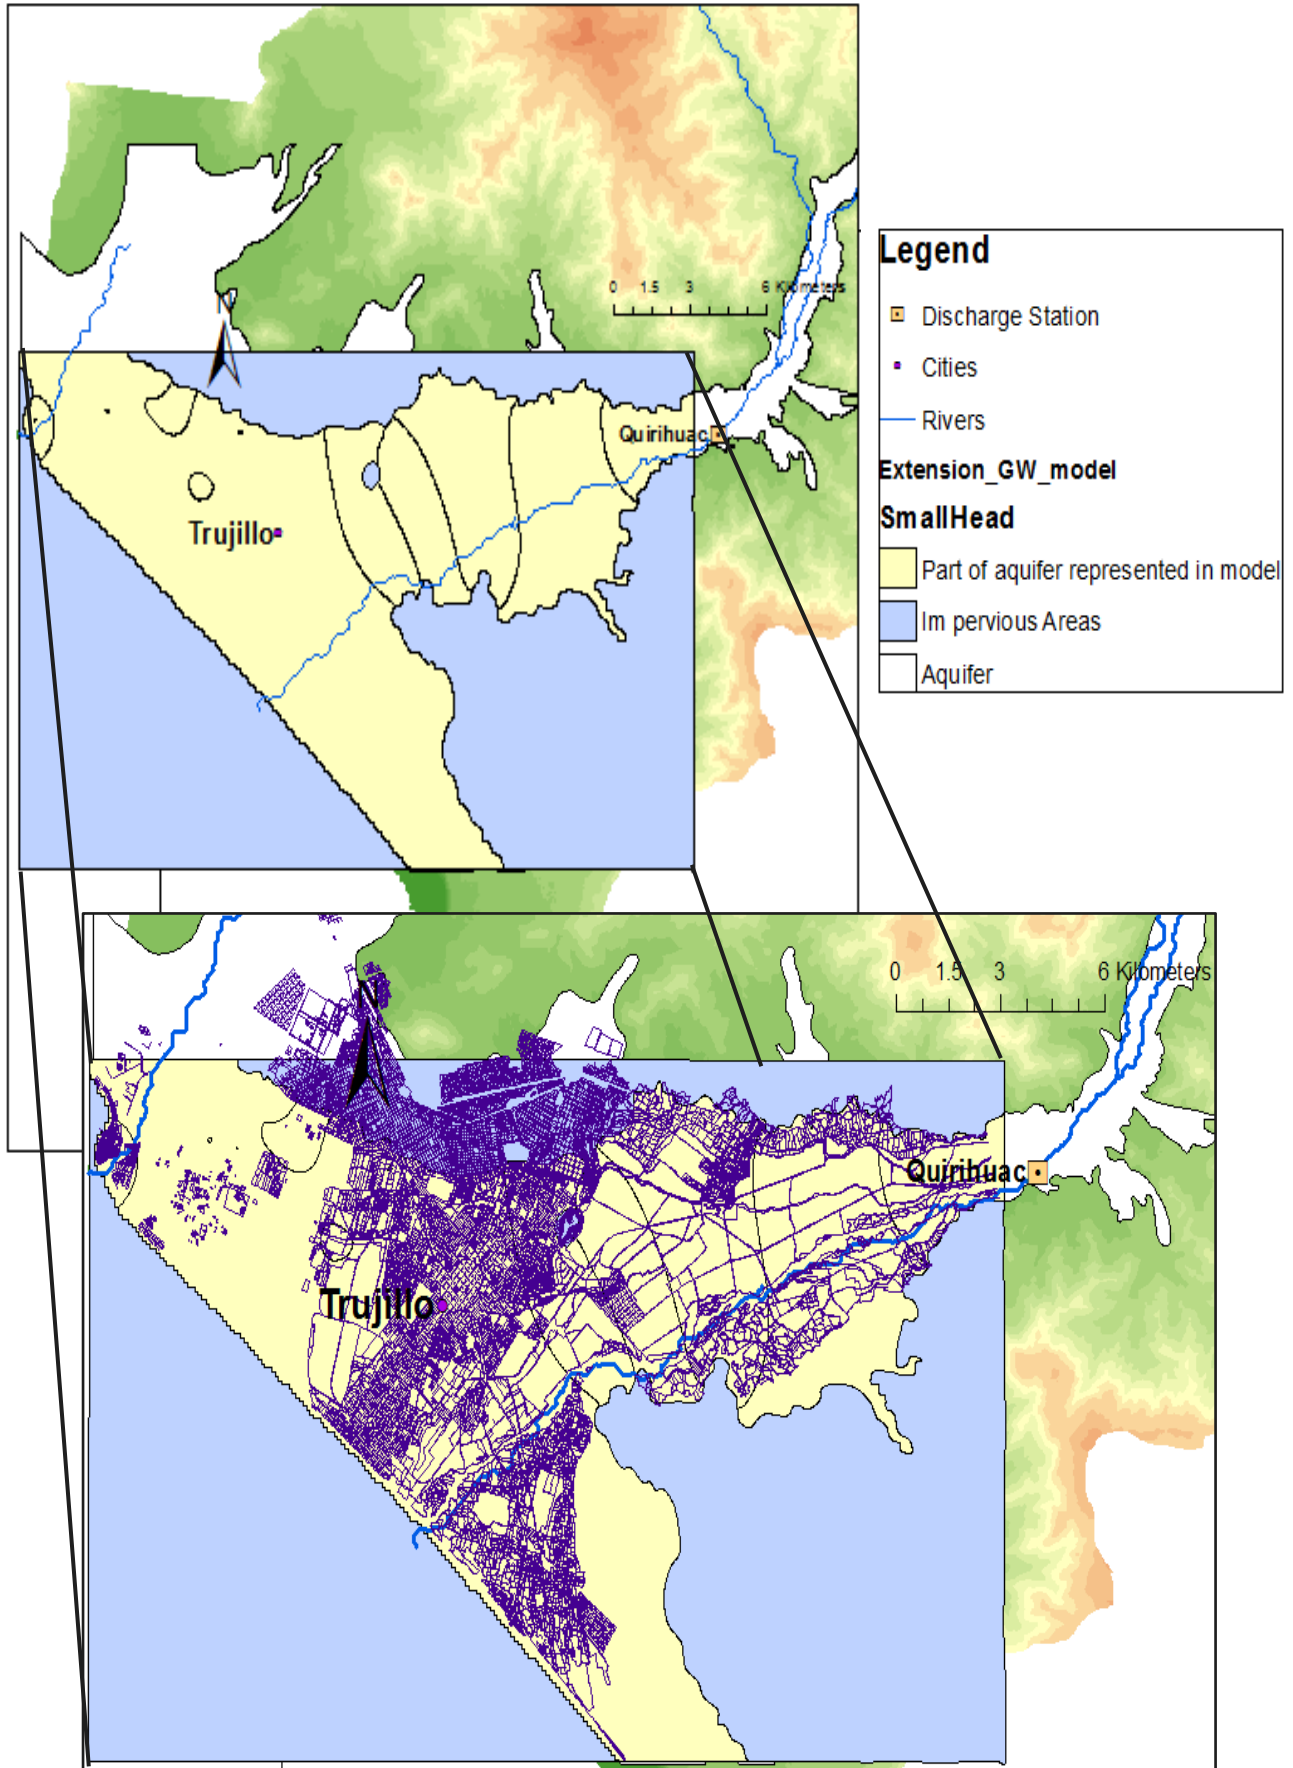 0 1.5 3 6 Kilometers
N
Quirihuac
Trujillo
Legend
Discharge Station
Cities
Rivers
Extension_GW_model
SmallHead
Part of aquifer represented in model
Im pervious Areas
Aquifer
0 1.5 3 6 Kilometers
N
Quirihuac
Trujillo